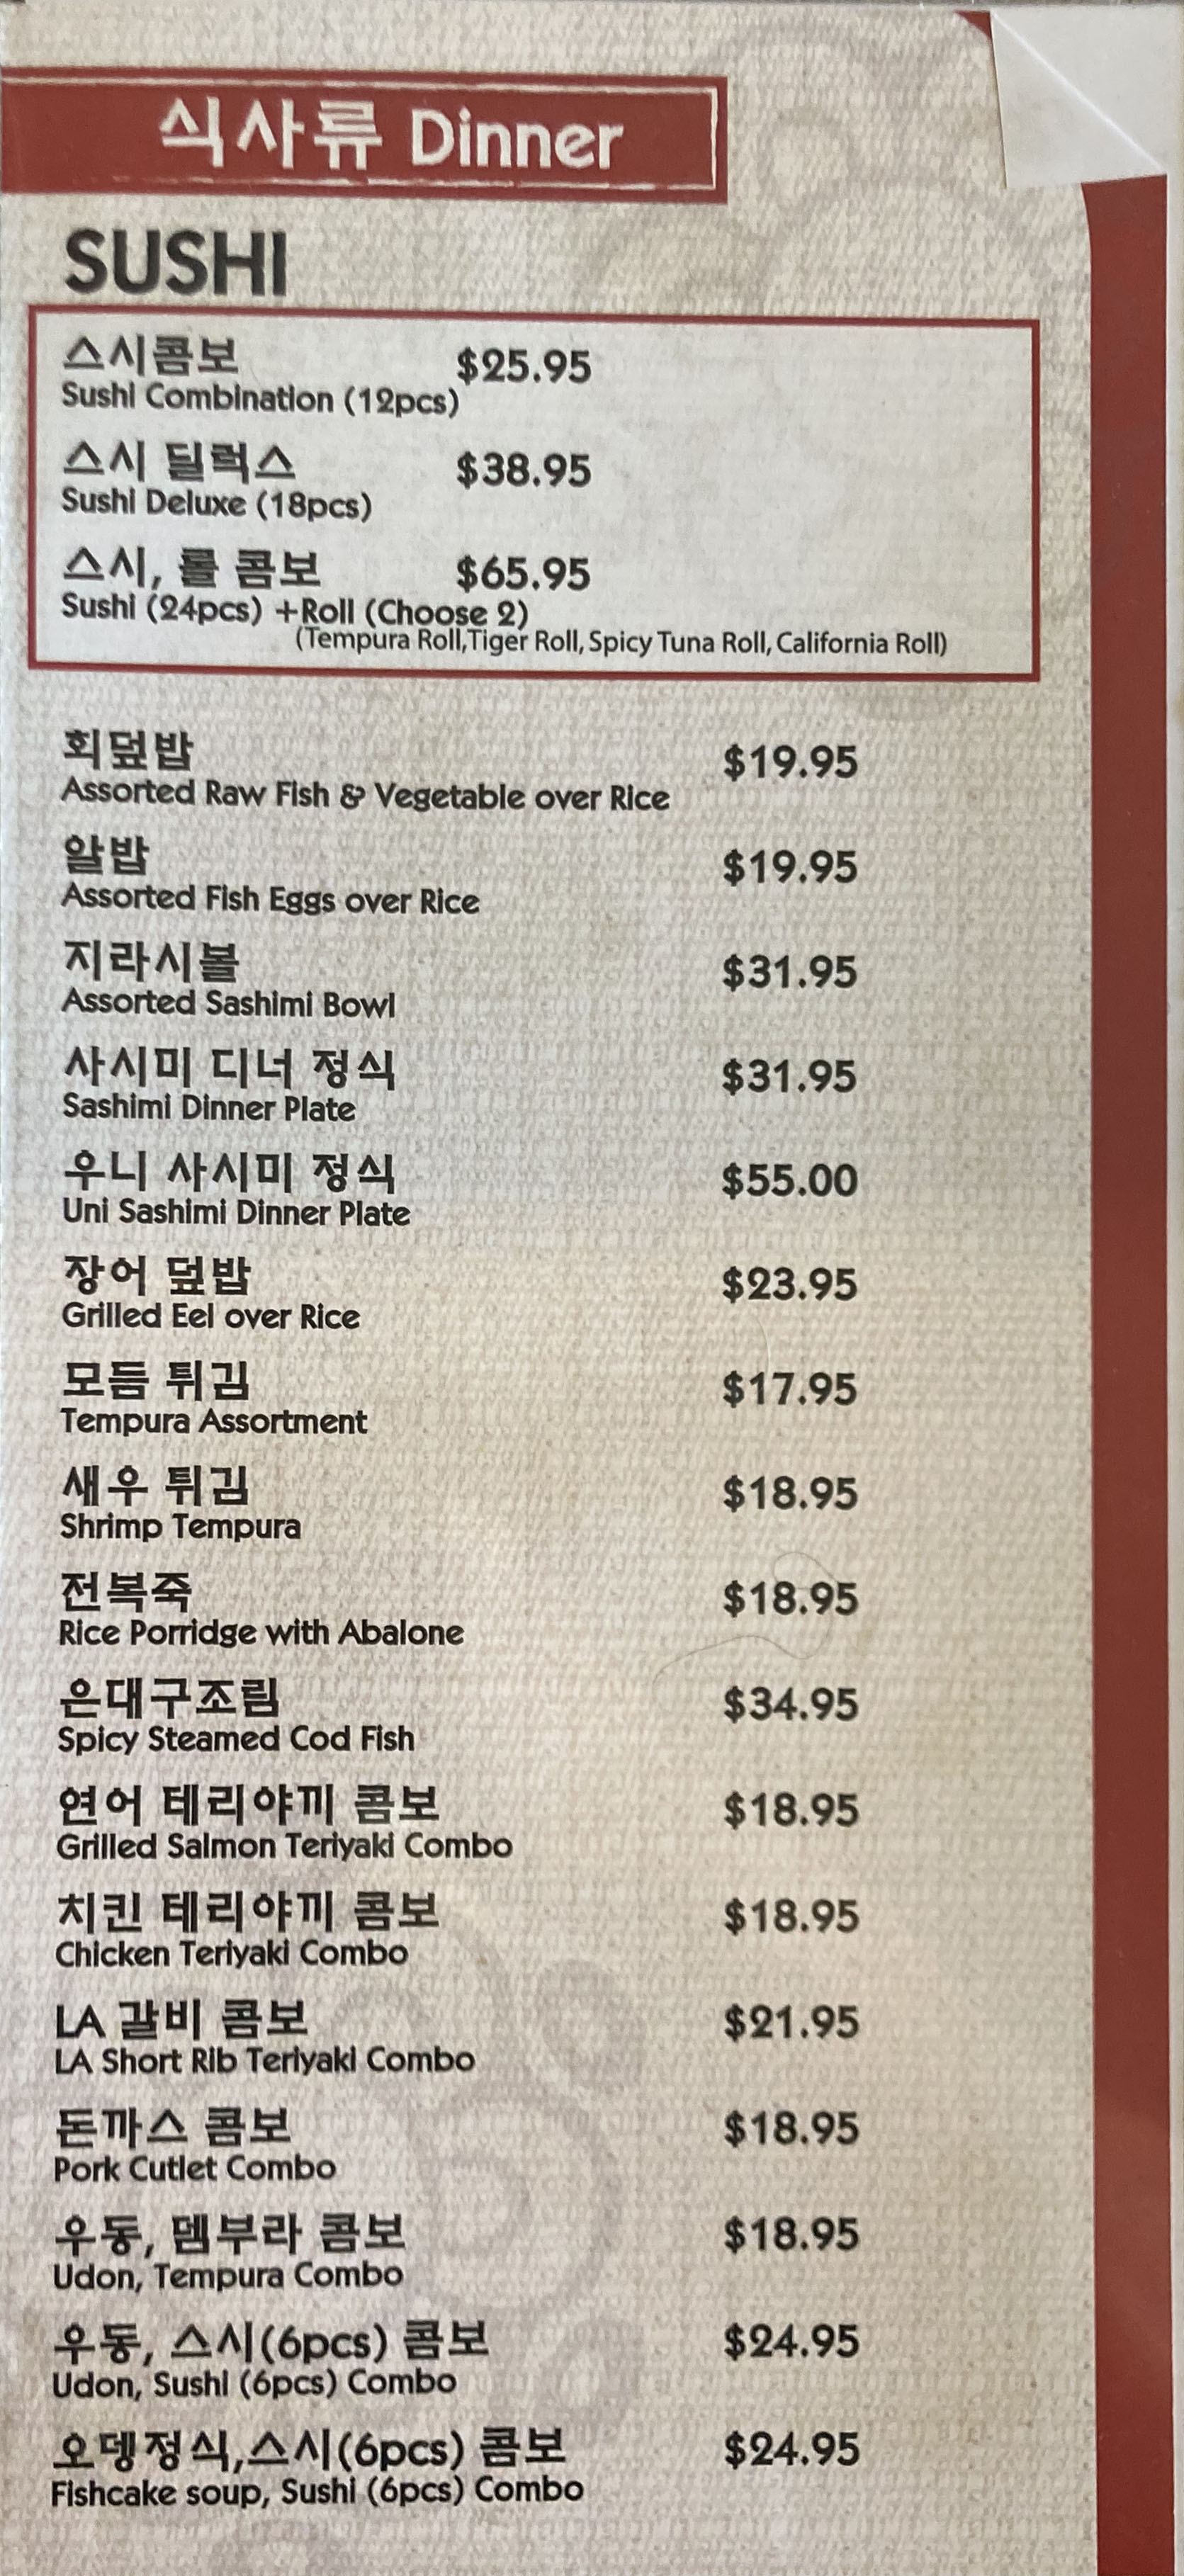 식사류 Dinner
SUSHI
스시콤보 $25.95
Sushi Combination (12pcs)
스시 딜럭스 $38.95
Sushi Deluxe (18pcs)
스시, 롤 콤보 $65.95
Sushi (24pcs) +Roll (Choose 2)
(Tempura Roll,Tiger Roll, Spicy Tuna Roll, California Roll)
회덮밥 $19.95
Assorted Raw Fish & Vegetable over Rice
알밥 $19.95
Assorted Fish Eggs over Rice
지라시볼 $31.95
Assorted Sashimi Bowl
사시미 디너 정식 $31.95
Sashimi Dinner Plate
우니 사시미 정식 $55.00
Uni Sashimi Dinner Plate
장어 덮밥 $23.95
Grilled Eel over Rice
모듬 튀김 $17.95
Tempura Assortment
새우 튀김 $18.95
Shrimp Tempura
전복죽 $18.95
Rice Porridge with Abalone
은대구조림 $34.95
Spicy Steamed Cod Fish
연어 테리야끼 콤보 $18.95
Grilled Salmon Teriyaki Combo
치킨 테리야끼 콤보 $18.95
Chicken Teriyaki Combo
LA 갈비 콤보 $21.95
LA Short Rib Teriyaki Combo
돈까스 콤보 $18.95
Pork Cutlet Combo
우동, 뎀부라 콤보 $18.95
Udon, Tempura Combo
우동, 스시(6pcs) 콤보 $24.95
Udon, Sushi (6pcs) Combo
오뎅정식,스시(6pcs) 콤보 $24.95
Fishcake soup, Sushi (6pcs) Combo